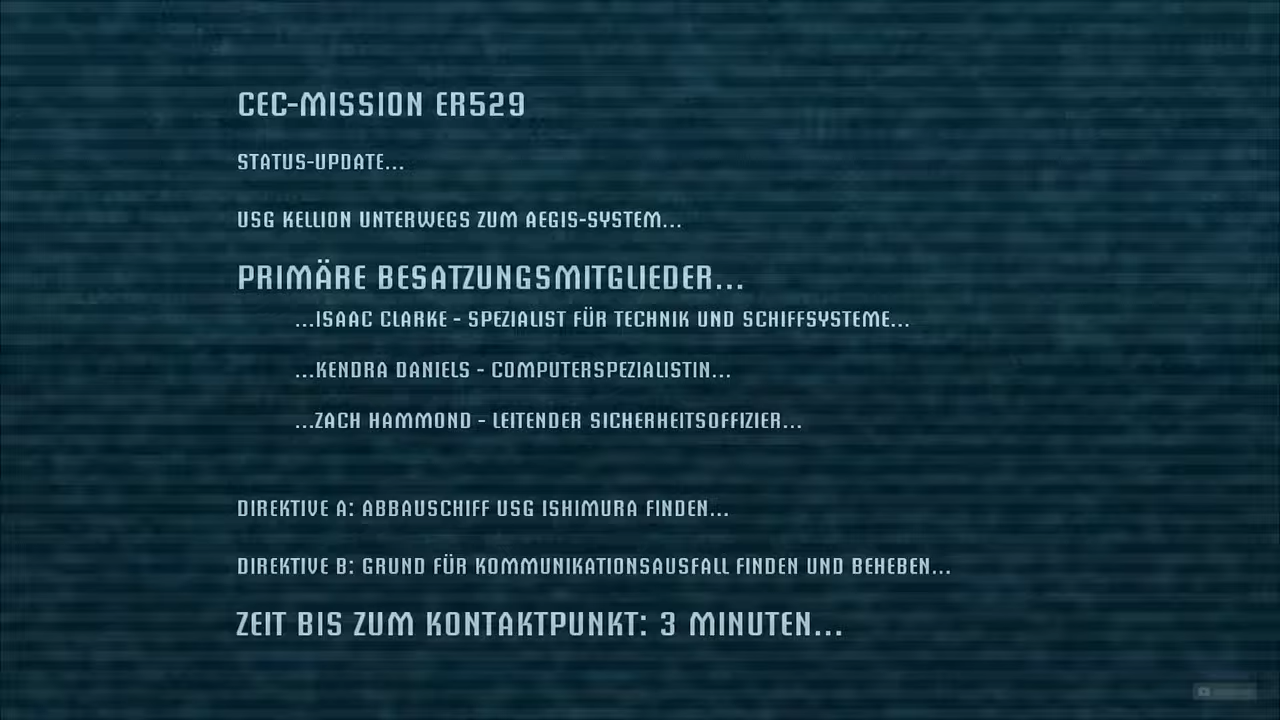 CEC-MISSION ER529
STATUS-UPDATE...
USG KELLION UNTERWEGS ZUM AEGIS-SYSTEM...
PRIMÄRE BESATZUNGSMITGLIEDER...
...ISAAC CLARKE - SPEZIALIST FÜR TECHNIK UND SCHIFFSYSTEME...
...KENDRA DANIELS - COMPUTERSPEZIALISTIN...
...ZACH HAMMOND - LEITENDER SICHERHEITSOFFIZIER...
DIREKTIVE A: ABBAUSCHIFF USG ISHIMURA FINDEN...
DIREKTIVE B: GRUND FÜR KOMMUNIKATIONSAUSFALL FINDEN UND BEHEBEN...
ZEIT BIS ZUM KONTAKTPUNKT: 3 MINUTEN...